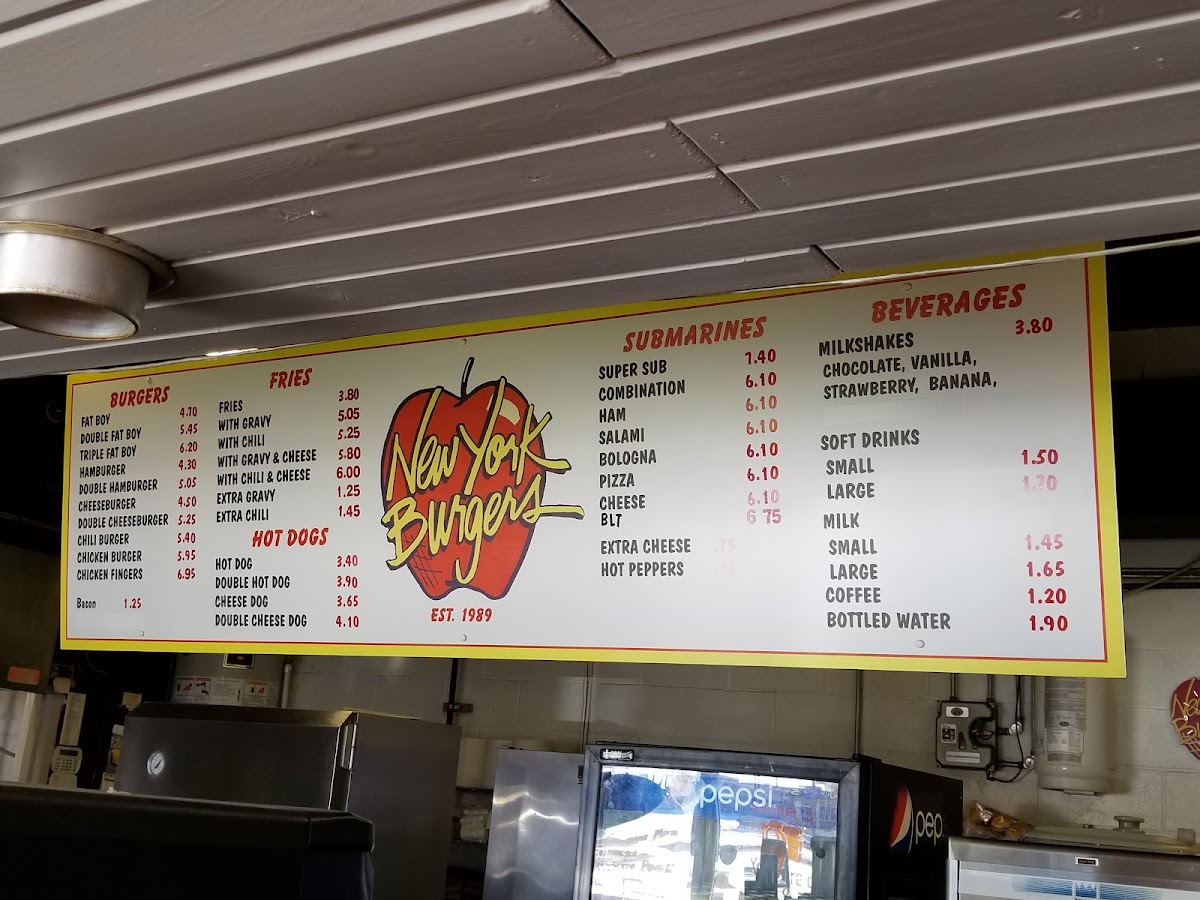 BURGERS
FAT BOY 4.70
DOUBLE FAT BOY 5.45
TRIPLE FAT BOY 6.20
HAMBURGER 4.30
DOUBLE HAMBURGER 5.05
CHEESEBURGER 4.50
DOUBLE CHEESEBURGER 5.25
CHILI BURGER 5.40
CHICKEN BURGER 5.95
CHICKEN FINGERS 6.95
Bacon 1.25
FRIES
FRIES 3.80
WITH GRAVY 5.05
WITH CHILI 5.25
WITH GRAVY & CHEESE 5.80
WITH CHILI & CHEESE 6.00
EXTRA GRAVY 1.25
EXTRA CHILI 1.45
HOT DOGS
HOT DOG 3.40
DOUBLE HOT DOG 3.90
CHEESE DOG 3.65
DOUBLE CHEESE DOG 4.10
New York
Burgers
EST. 1989
SUBMARINES
SUPER SUB 7.40
COMBINATION 6.10
HAM 6.10
SALAMI 6.10
BOLOGNA 6.10
PIZZA 6.10
CHEESE 6.10
BLT 6 75
EXTRA CHEESE .75
HOT PEPPERS
BEVERAGES
MILKSHAKES 3.80
CHOCOLATE, VANILLA,
STRAWBERRY, BANANA,
SOFT DRINKS
SMALL 1.50
LARGE
MILK
SMALL 1.45
LARGE 1.65
COFFEE 1.20
BOTTLED WATER 1.90
pepsi
pep